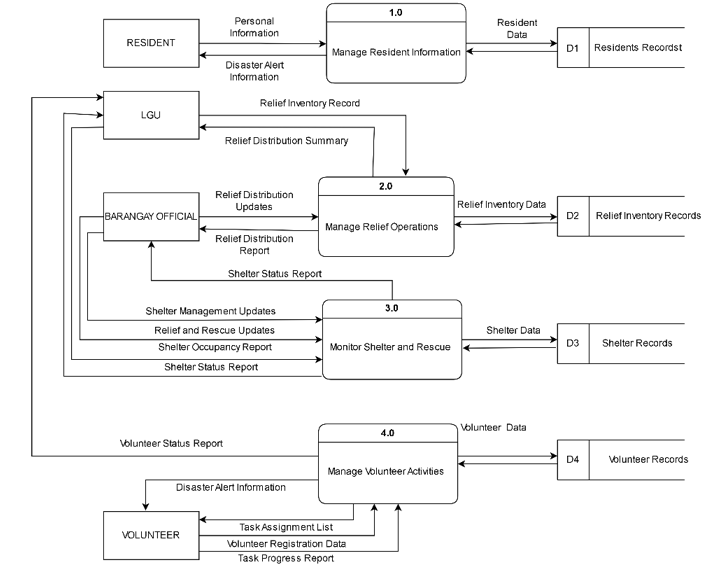 1.0
Personal
Information
Resident
Data
RESIDENT
Manage Resident Information
D1
Residents Recordst
Disaster Alert
Information
LGU
Relief Inventory Record
Relief Distribution Summary
2.0
Relief Distribution
Updates
Relief Inventory Data
BARANGAY OFFICIAL
Manage Relief Operations
D2
Relief Inventory Records
Relief Distribution
Report
Shelter Status Report
3.0
Shelter Management Updates
Relief and Rescue Updates
Shelter Data
Shelter Occupancy Report
Monitor Shelter and Rescue
D3
Shelter Records
Shelter Status Report
4.0
Volunteer Data
Volunteer Status Report
Manage Volunteer Activities
D4
Volunteer Records
Disaster Alert Information
Task Assignment List
VOLUNTEER
Volunteer Registration Data
Task Progress Report